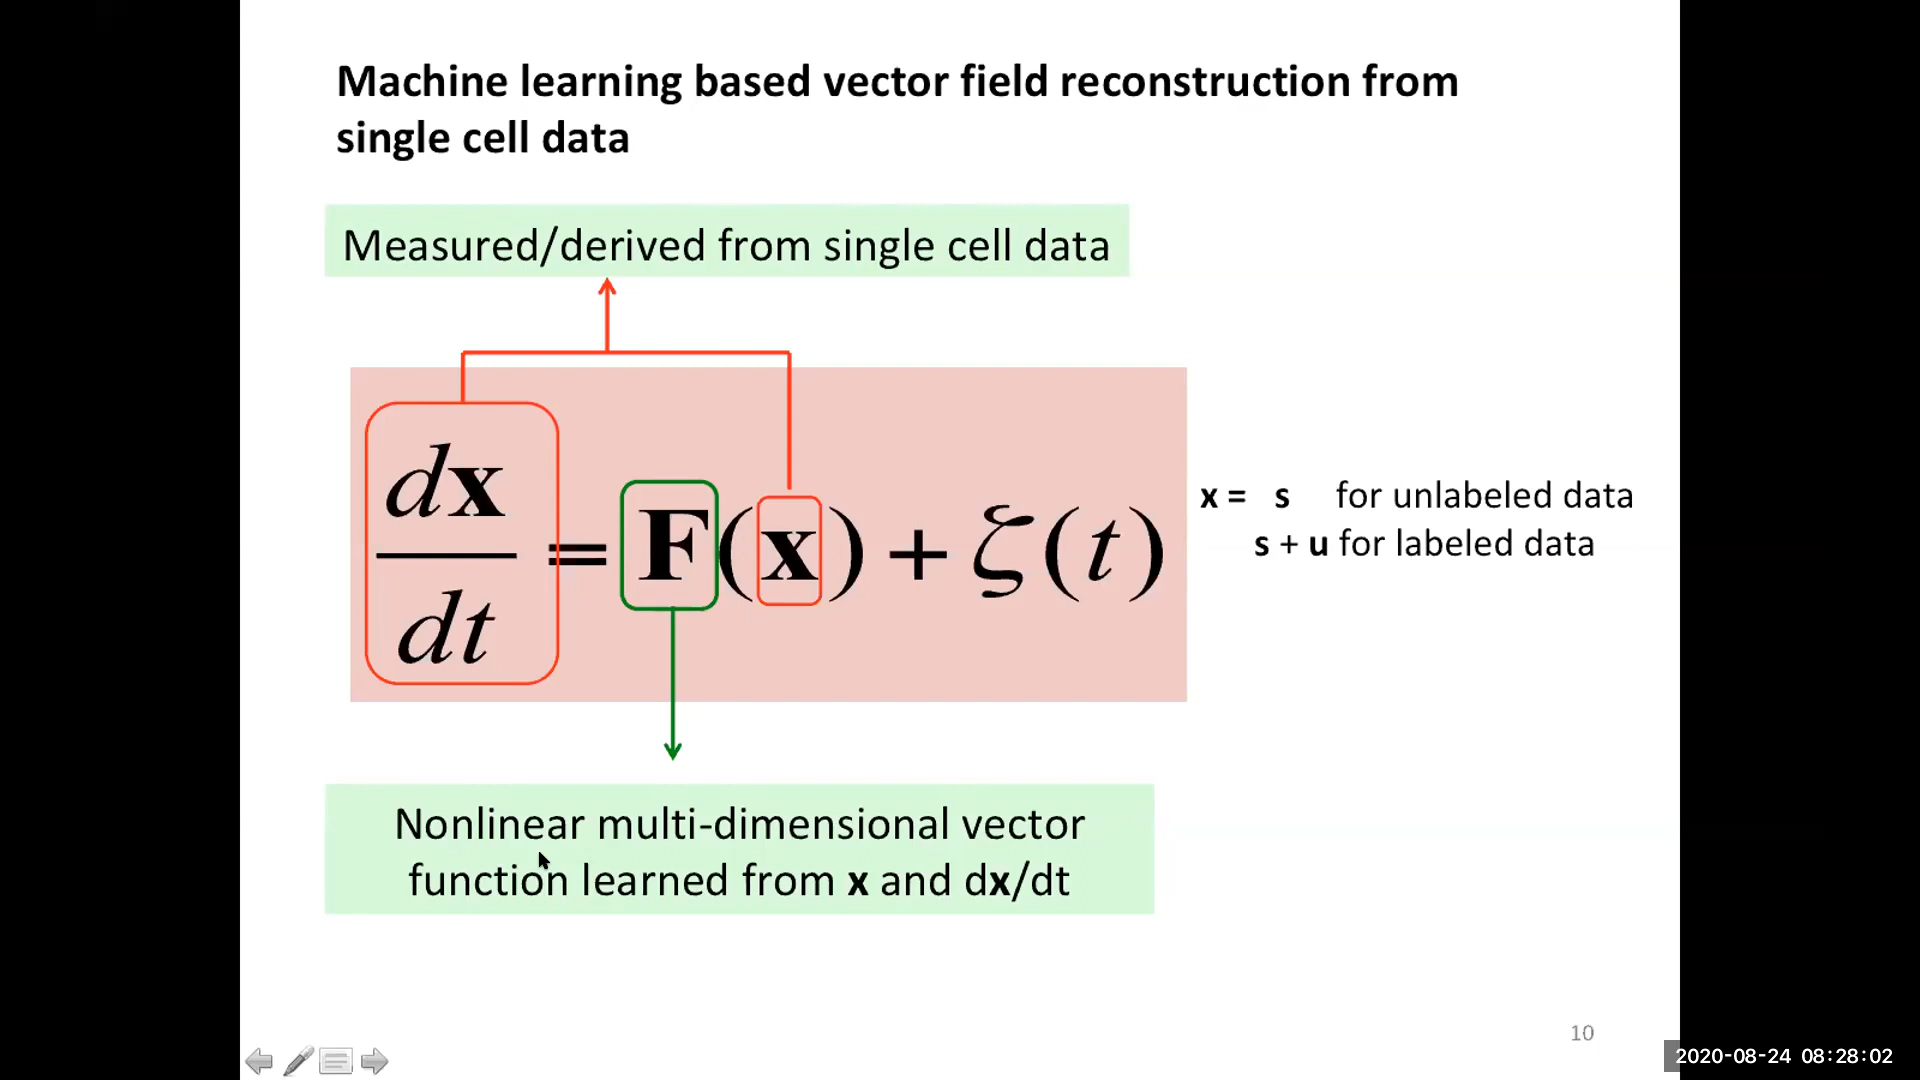 Machine learning based vector field reconstruction from
single cell data
Measured/derived from single cell data
dx/dt = F(x) + ζ(t)
x = s for unlabeled data
s + u for labeled data
Nonlinear multi-dimensional vector
function learned from x and dx/dt
10
2020-08-24 08:28:02